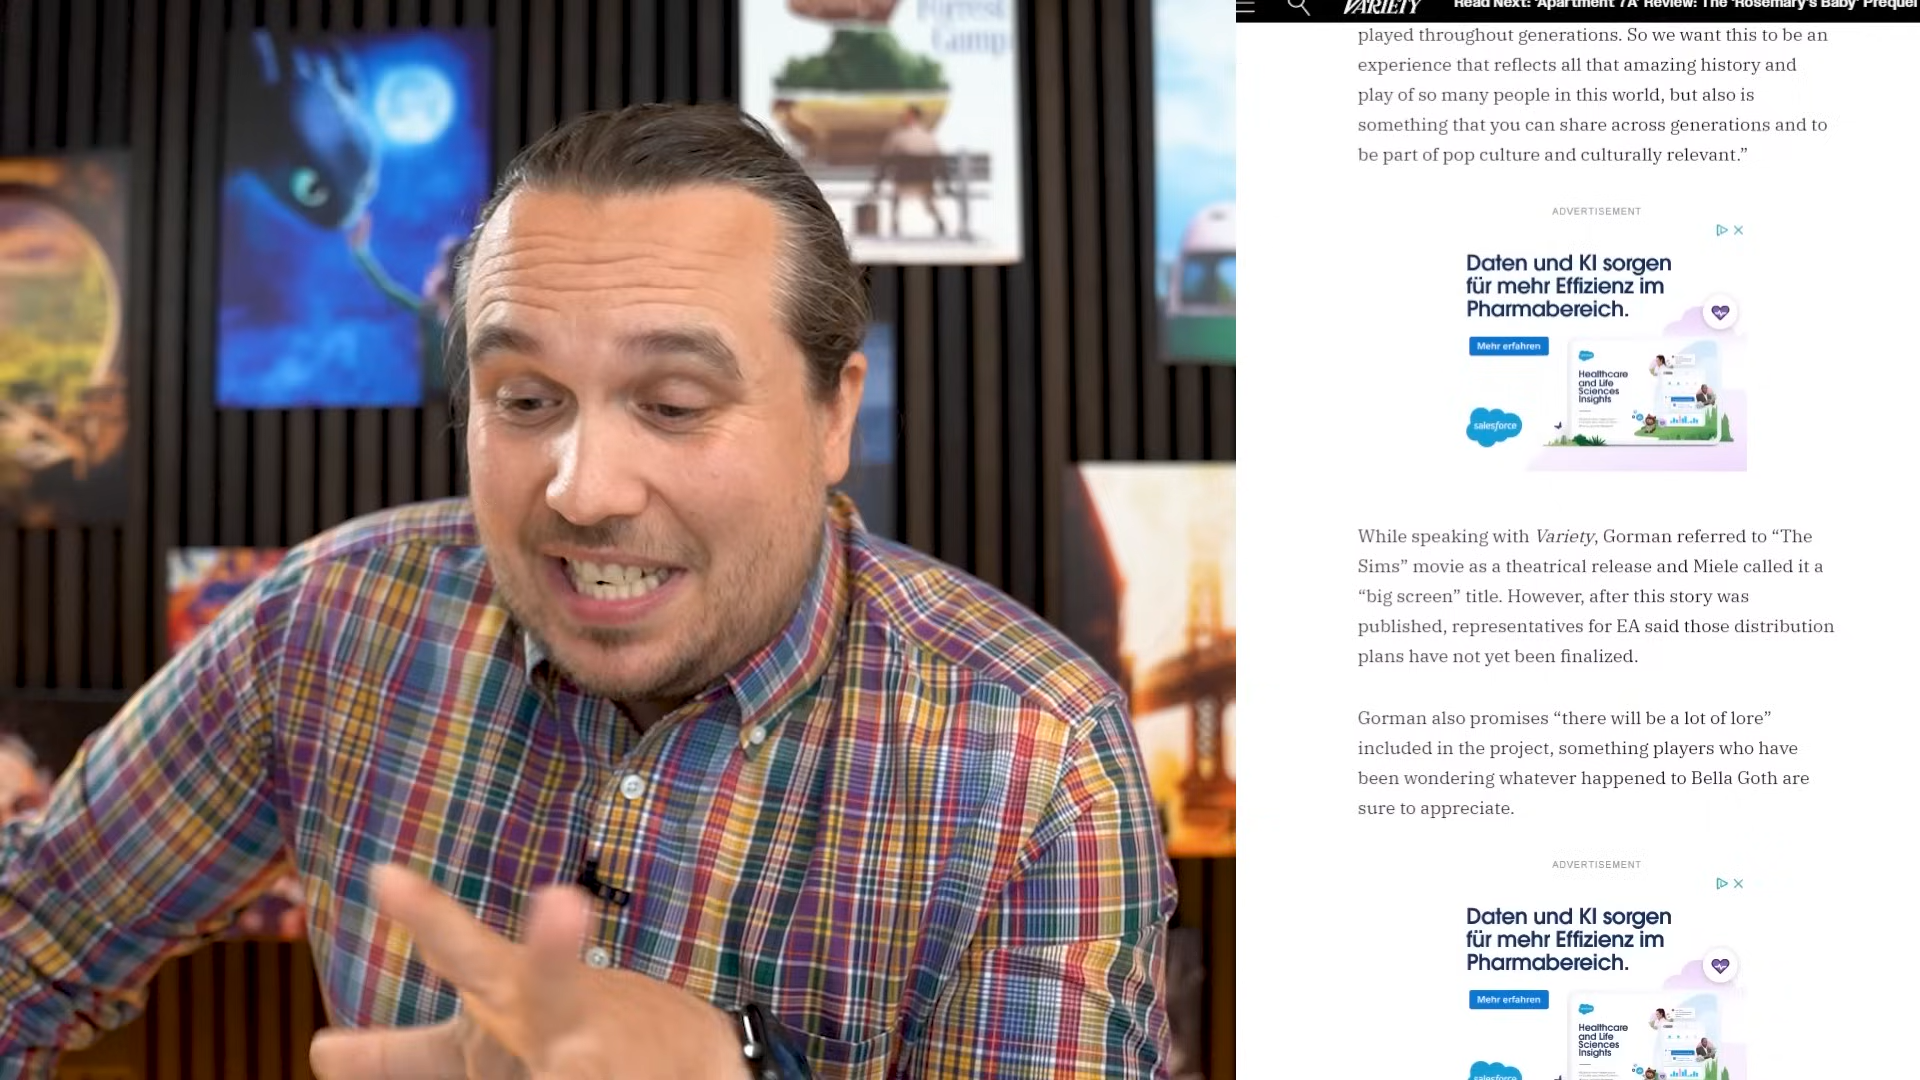 Forrest
Gump
VARIETY
Read Next: 'Apartment 7A' Review: The 'Rosemary's Baby' Prequel
played throughout generations. So we want this to be an
experience that reflects all that amazing history and
play of so many people in this world, but also is
something that you can share across generations and to
be part of pop culture and culturally relevant.”
ADVERTISEMENT
Daten und KI sorgen
für mehr Effizienz im
Pharmabereich.
Mehr erfahren
Healthcare
and Life
Sciences
Insights
salesforce
While speaking with Variety, Gorman referred to “The
Sims” movie as a theatrical release and Miele called it a
“big screen” title. However, after this story was
published, representatives for EA said those distribution
plans have not yet been finalized.
Gorman also promises “there will be a lot of lore”
included in the project, something players who have
been wondering whatever happened to Bella Goth are
sure to appreciate.
ADVERTISEMENT
Daten und KI sorgen
für mehr Effizienz im
Pharmabereich.
Mehr erfahren
Healthcare
and Life
Sciences
Insights
salesforce